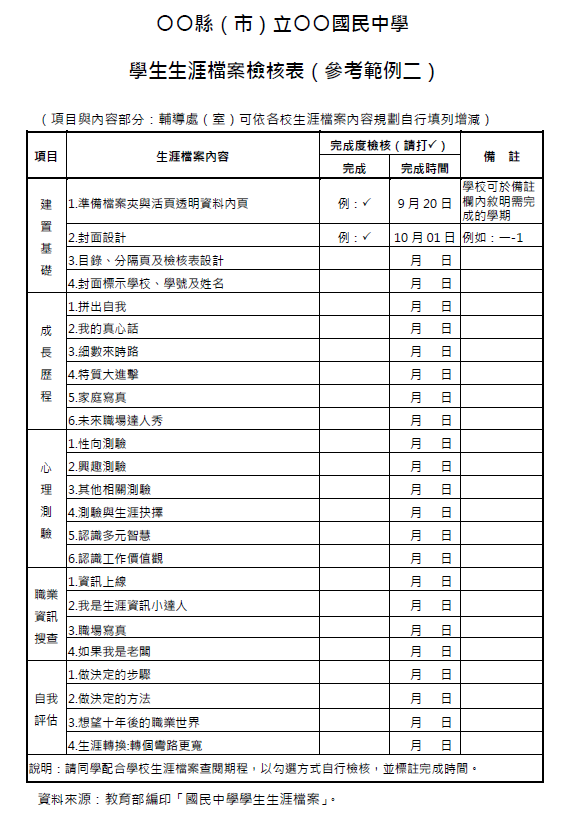 〇〇縣（市）立〇〇國民中學
學生生涯檔案檢核表（參考範例二）
（項目與內容部分：輔導處（室）可依各校生涯檔案內容規劃自行填列增減）
項目 生涯檔案內容 完成度檢核（請打✓） 備 註
完成 完成時間
建置基礎
1.準備檔案夾與活頁透明資料內頁 例：✓ 9 月 20 日 學校可於備註欄內敘明需完成的學期
2.封面設計 例：✓ 10 月 01 日 例如：一-1
3.目錄、分隔頁及檢核表設計 月 日
4.封面標示學校、學號及姓名 月 日
成長歷程
1.拼出自我 月 日
2.我的真心話 月 日
3.細數來時路 月 日
4.特質大進擊 月 日
5.家庭寫真 月 日
6.未來職場達人秀 月 日
心理測驗
1.性向測驗 月 日
2.興趣測驗 月 日
3.其他相關測驗 月 日
4.測驗與生涯抉擇 月 日
5.認識多元智慧 月 日
6.認識工作價值觀 月 日
職業資訊搜查
1.資訊上線 月 日
2.我是生涯資訊小達人 月 日
3.職場寫真 月 日
4.如果我是老闆 月 日
自我評估
1.做決定的步驟 月 日
2.做決定的方法 月 日
3.想望十年後的職業世界 月 日
4.生涯轉換:轉個彎路更寬 月 日
說明：請同學配合學校生涯檔案查閱期程，以勾選方式自行檢核，並標註完成時間。
資料來源：教育部編印「國民中學學生生涯檔案」。